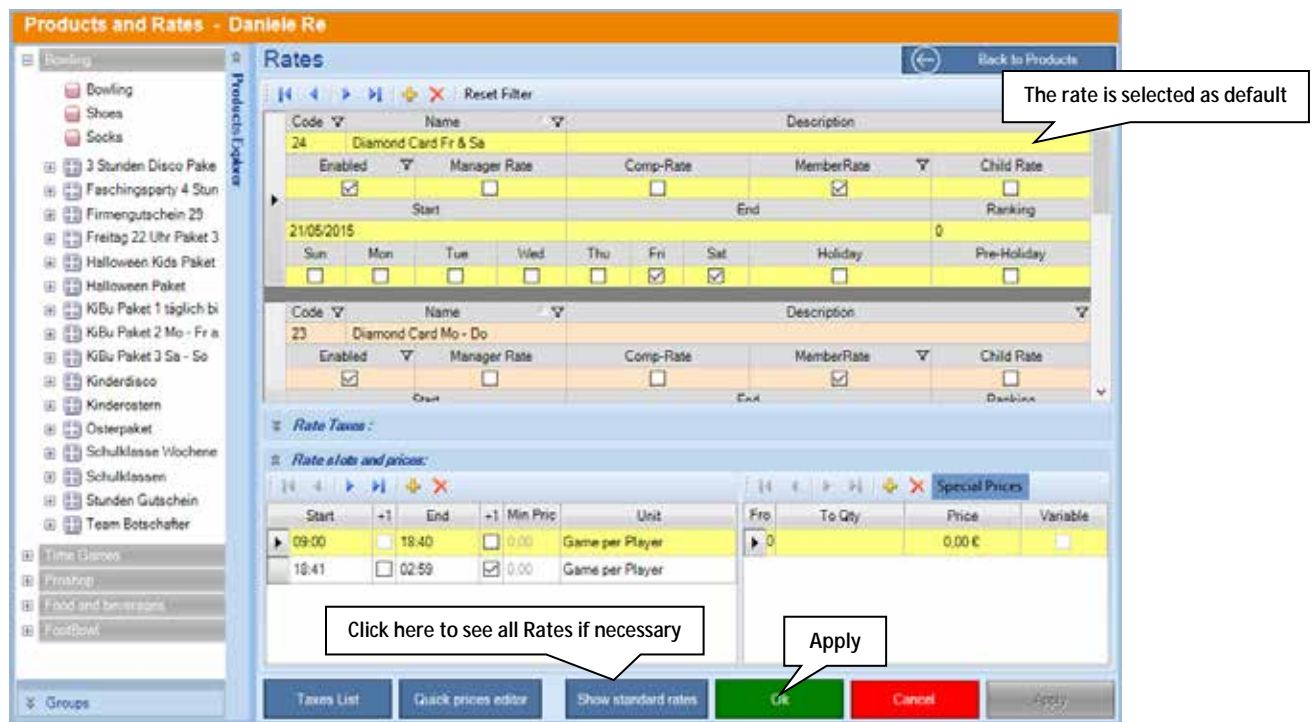 Products and Rates - Daniele Re
Bowling
Bowling
Shoes
Socks
3 Stunden Disco Pake
Faschingsparty 4 Stun
Firmengutschein 29
Freitag 22 Uhr Paket 3
Halloween Kids Paket
Halloween Paket
KiBu Paket 1 täglich bi
KiBu Paket 2 Mo - Fr a
KiBu Paket 3 Sa - So
Kinderdisco
Kinderostern
Osterpaket
Schulklasse Wochene
Schulklassen
Stunden Gutschein
Team Botschafter
Time Games
Proshop
Food and beverages
FootBowl
Groups
Products Explorer
Rates
Back to Products
The rate is selected as default
Reset Filter
Code Name Description
24 Diamond Card Fr & Sa
Enabled Manager Rate Comp-Rate MemberRate Child Rate
Start End Ranking
21/05/2015 0
Sun Mon Tue Wed Thu Fri Sat Holiday Pre-Holiday
Code Name Description
23 Diamond Card Mo - Do
Enabled Manager Rate Comp-Rate MemberRate Child Rate
Start End Ranking
Rate Taxes :
Rate slots and prices:
Special Prices
Start +1 End +1 Min Pric Unit
09:00 18:40 0,00 Game per Player
18:41 02:59 0,00 Game per Player
Fro To Qty Price Variable
0 0,00 €
Click here to see all Rates if necessary
Apply
Taxes List Quick prices editor Show standard rates Ok Cancel Apply